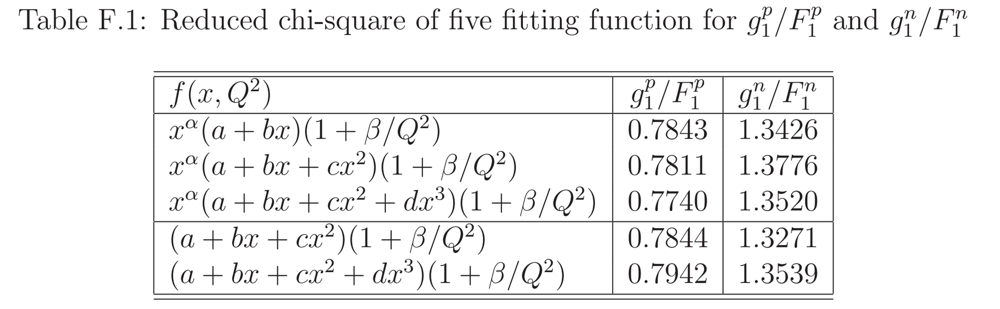 Table F.1: Reduced chi-square of five fitting function for $g_1^p/F_1^p$ and $g_1^n/F_1^n$
$f(x, Q^2)$ $g_1^p/F_1^p$ $g_1^n/F_1^n$
$x^\alpha(a + bx)(1 + \beta/Q^2)$ 0.7843 1.3426
$x^\alpha(a + bx + cx^2)(1 + \beta/Q^2)$ 0.7811 1.3776
$x^\alpha(a + bx + cx^2 + dx^3)(1 + \beta/Q^2)$ 0.7740 1.3520
$(a + bx + cx^2)(1 + \beta/Q^2)$ 0.7844 1.3271
$(a + bx + cx^2 + dx^3)(1 + \beta/Q^2)$ 0.7942 1.3539